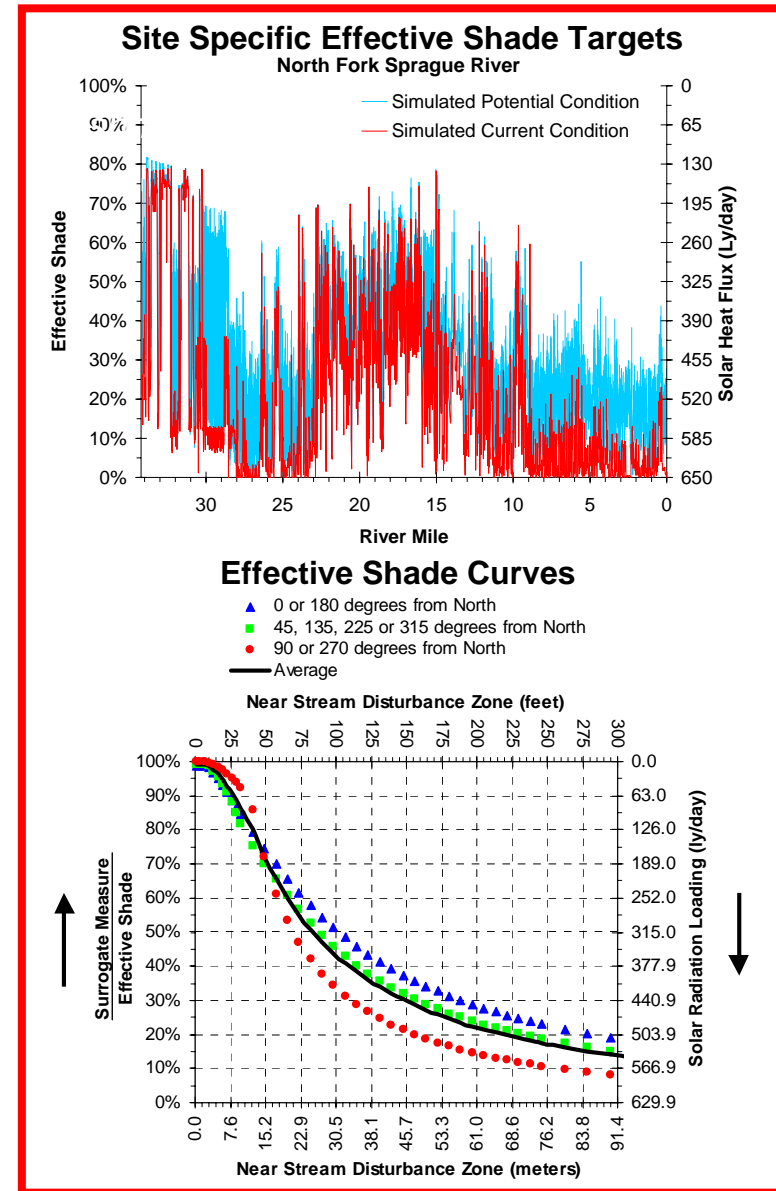 Site Specific Effective Shade Targets
North Fork Sprague River
Simulated Potential Condition
Simulated Current Condition
Effective Shade
100%
90%
80%
70%
60%
50%
40%
30%
20%
10%
0%
Solar Heat Flux (Ly/day)
0
65
130
195
260
325
390
455
520
585
650
30 25 20 15 10 5 0
River Mile
Effective Shade Curves
0 or 180 degrees from North
45, 135, 225 or 315 degrees from North
90 or 270 degrees from North
Average
Near Stream Disturbance Zone (feet)
0 25 50 75 100 125 150 175 200 225 250 275 300
Surrogate Measure
Effective Shade
100%
90%
80%
70%
60%
50%
40%
30%
20%
10%
0%
Solar Radiation Loading (ly/day)
0.0
63.0
126.0
189.0
252.0
315.0
377.9
440.9
503.9
566.9
629.9
0.0 7.6 15.2 22.9 30.5 38.1 45.7 53.3 61.0 68.6 76.2 83.8 91.4
Near Stream Disturbance Zone (meters)